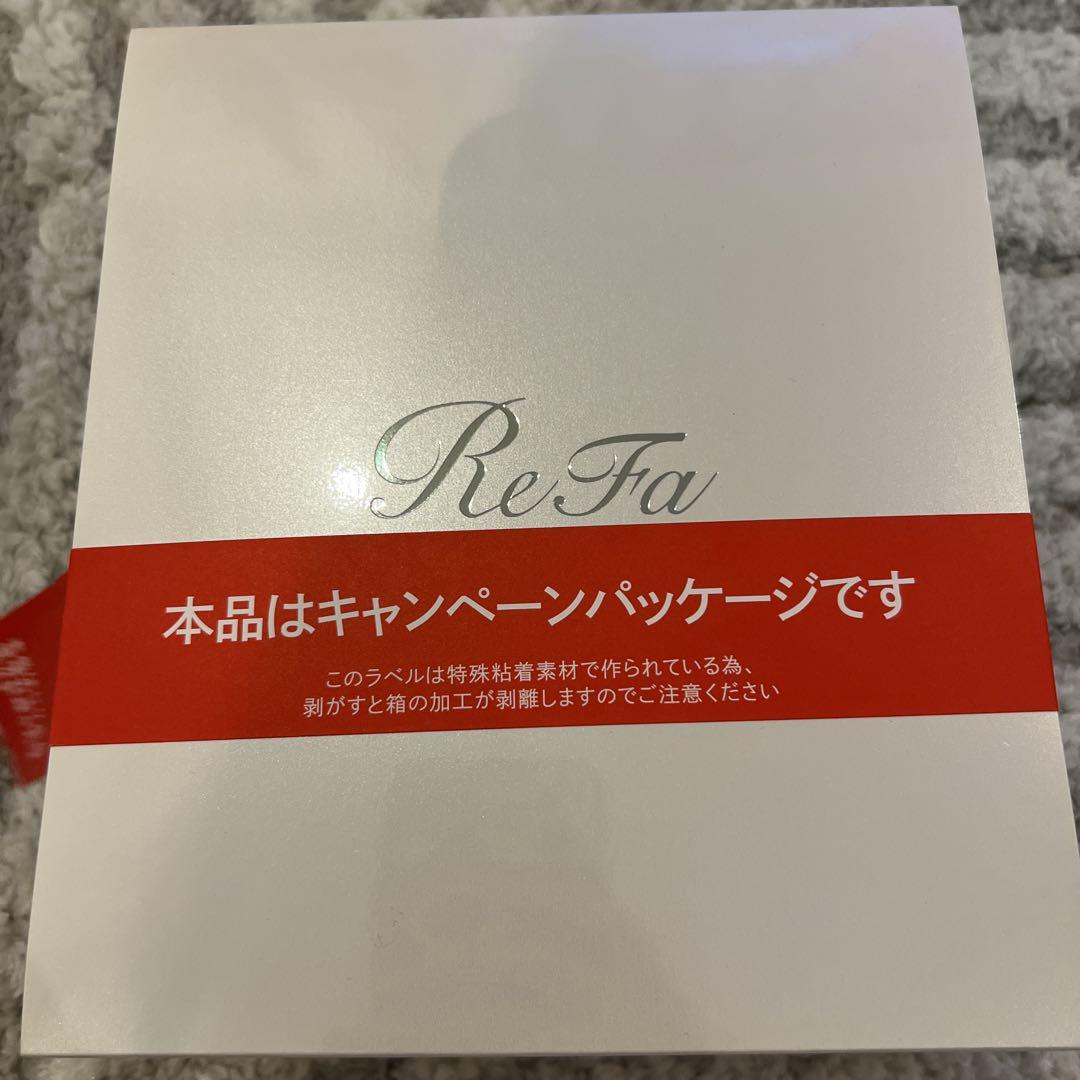 ReFa
本品はキャンペーンパッケージです
このラベルは特殊粘着素材で作られている為、
剥がすと箱の加工が剥離しますのでご注意ください